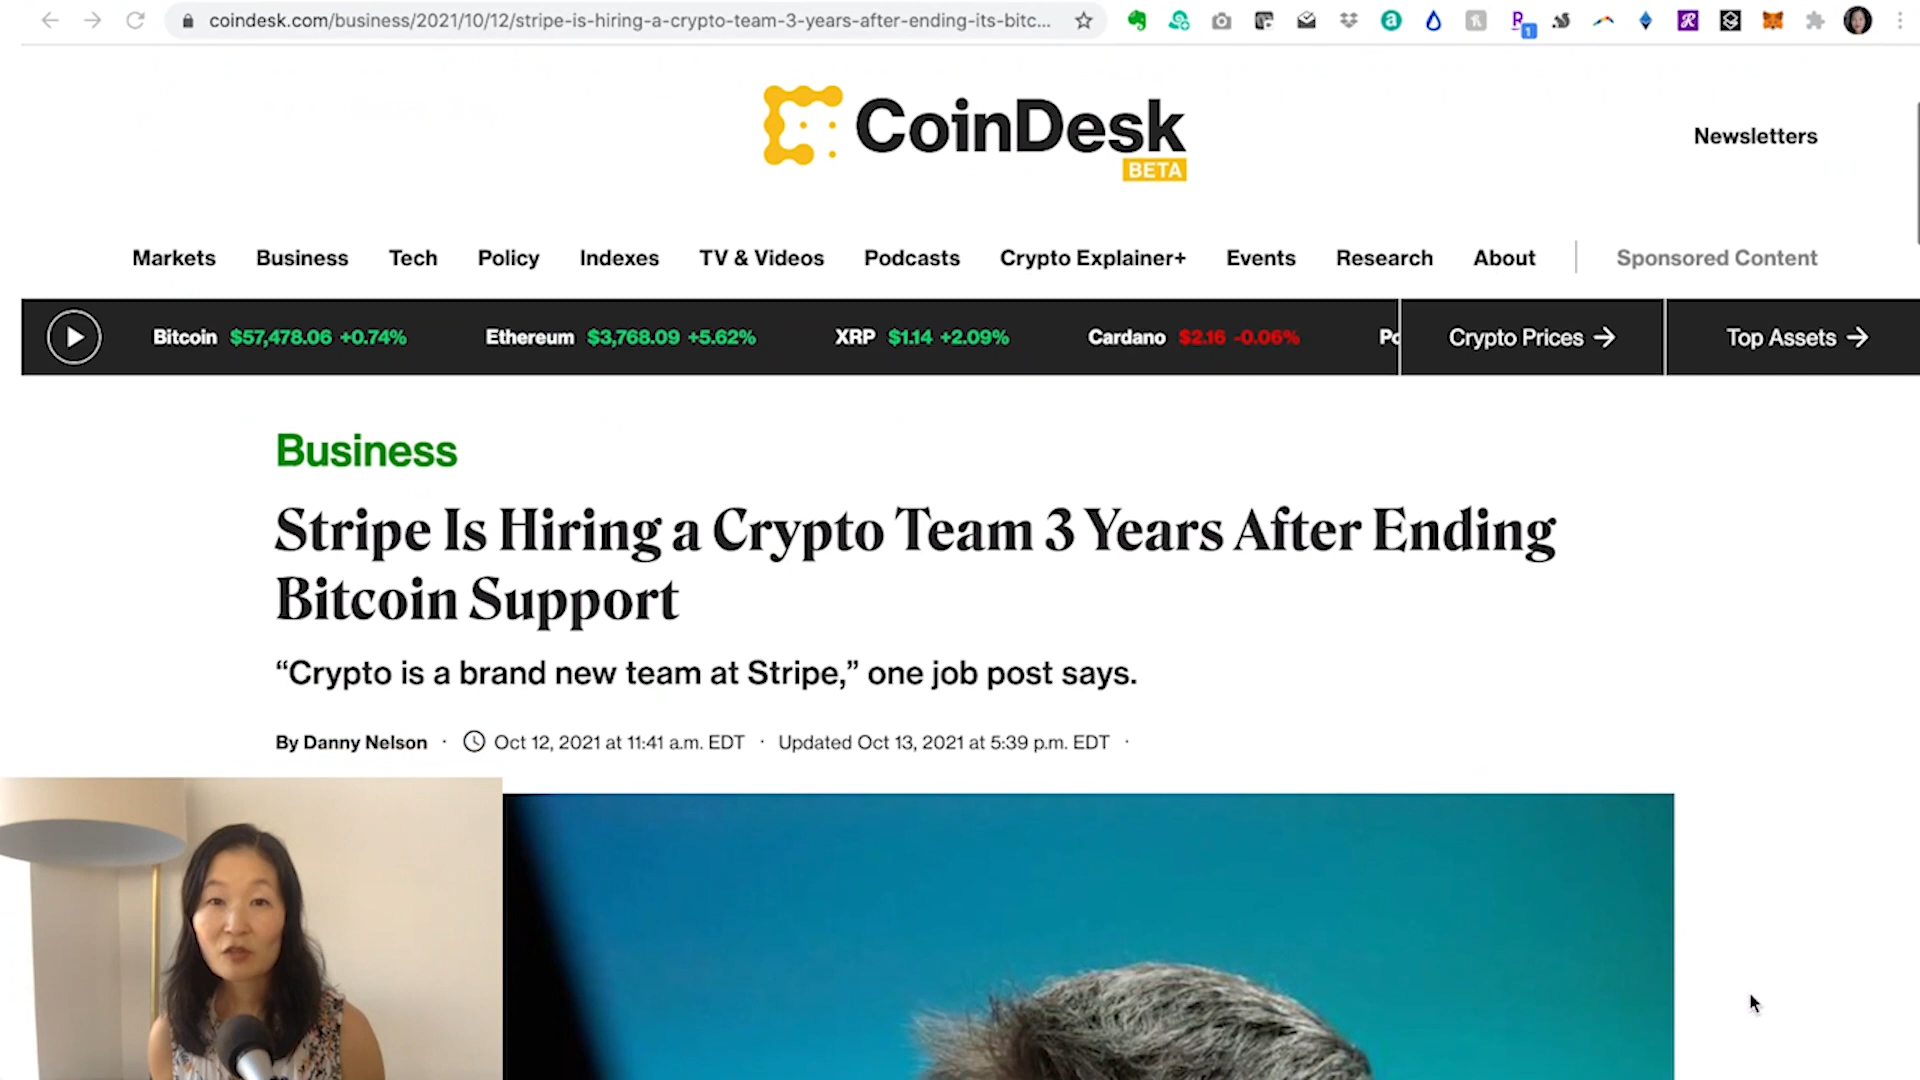 coindesk.com/business/2021/10/12/stripe-is-hiring-a-crypto-team-3-years-after-ending-its-bitc...
1
CoinDesk
BETA
Newsletters
Markets Business Tech Policy Indexes TV & Videos Podcasts Crypto Explainer+ Events Research About Sponsored Content
Bitcoin $57,478.06 +0.74% Ethereum $3,768.09 +5.62% XRP $1.14 +2.09% Cardano $2.16 -0.06% Po Crypto Prices → Top Assets →
Business
Stripe Is Hiring a Crypto Team 3 Years After Ending
Bitcoin Support
“Crypto is a brand new team at Stripe,” one job post says.
By Danny Nelson · Oct 12, 2021 at 11:41 a.m. EDT · Updated Oct 13, 2021 at 5:39 p.m. EDT ·